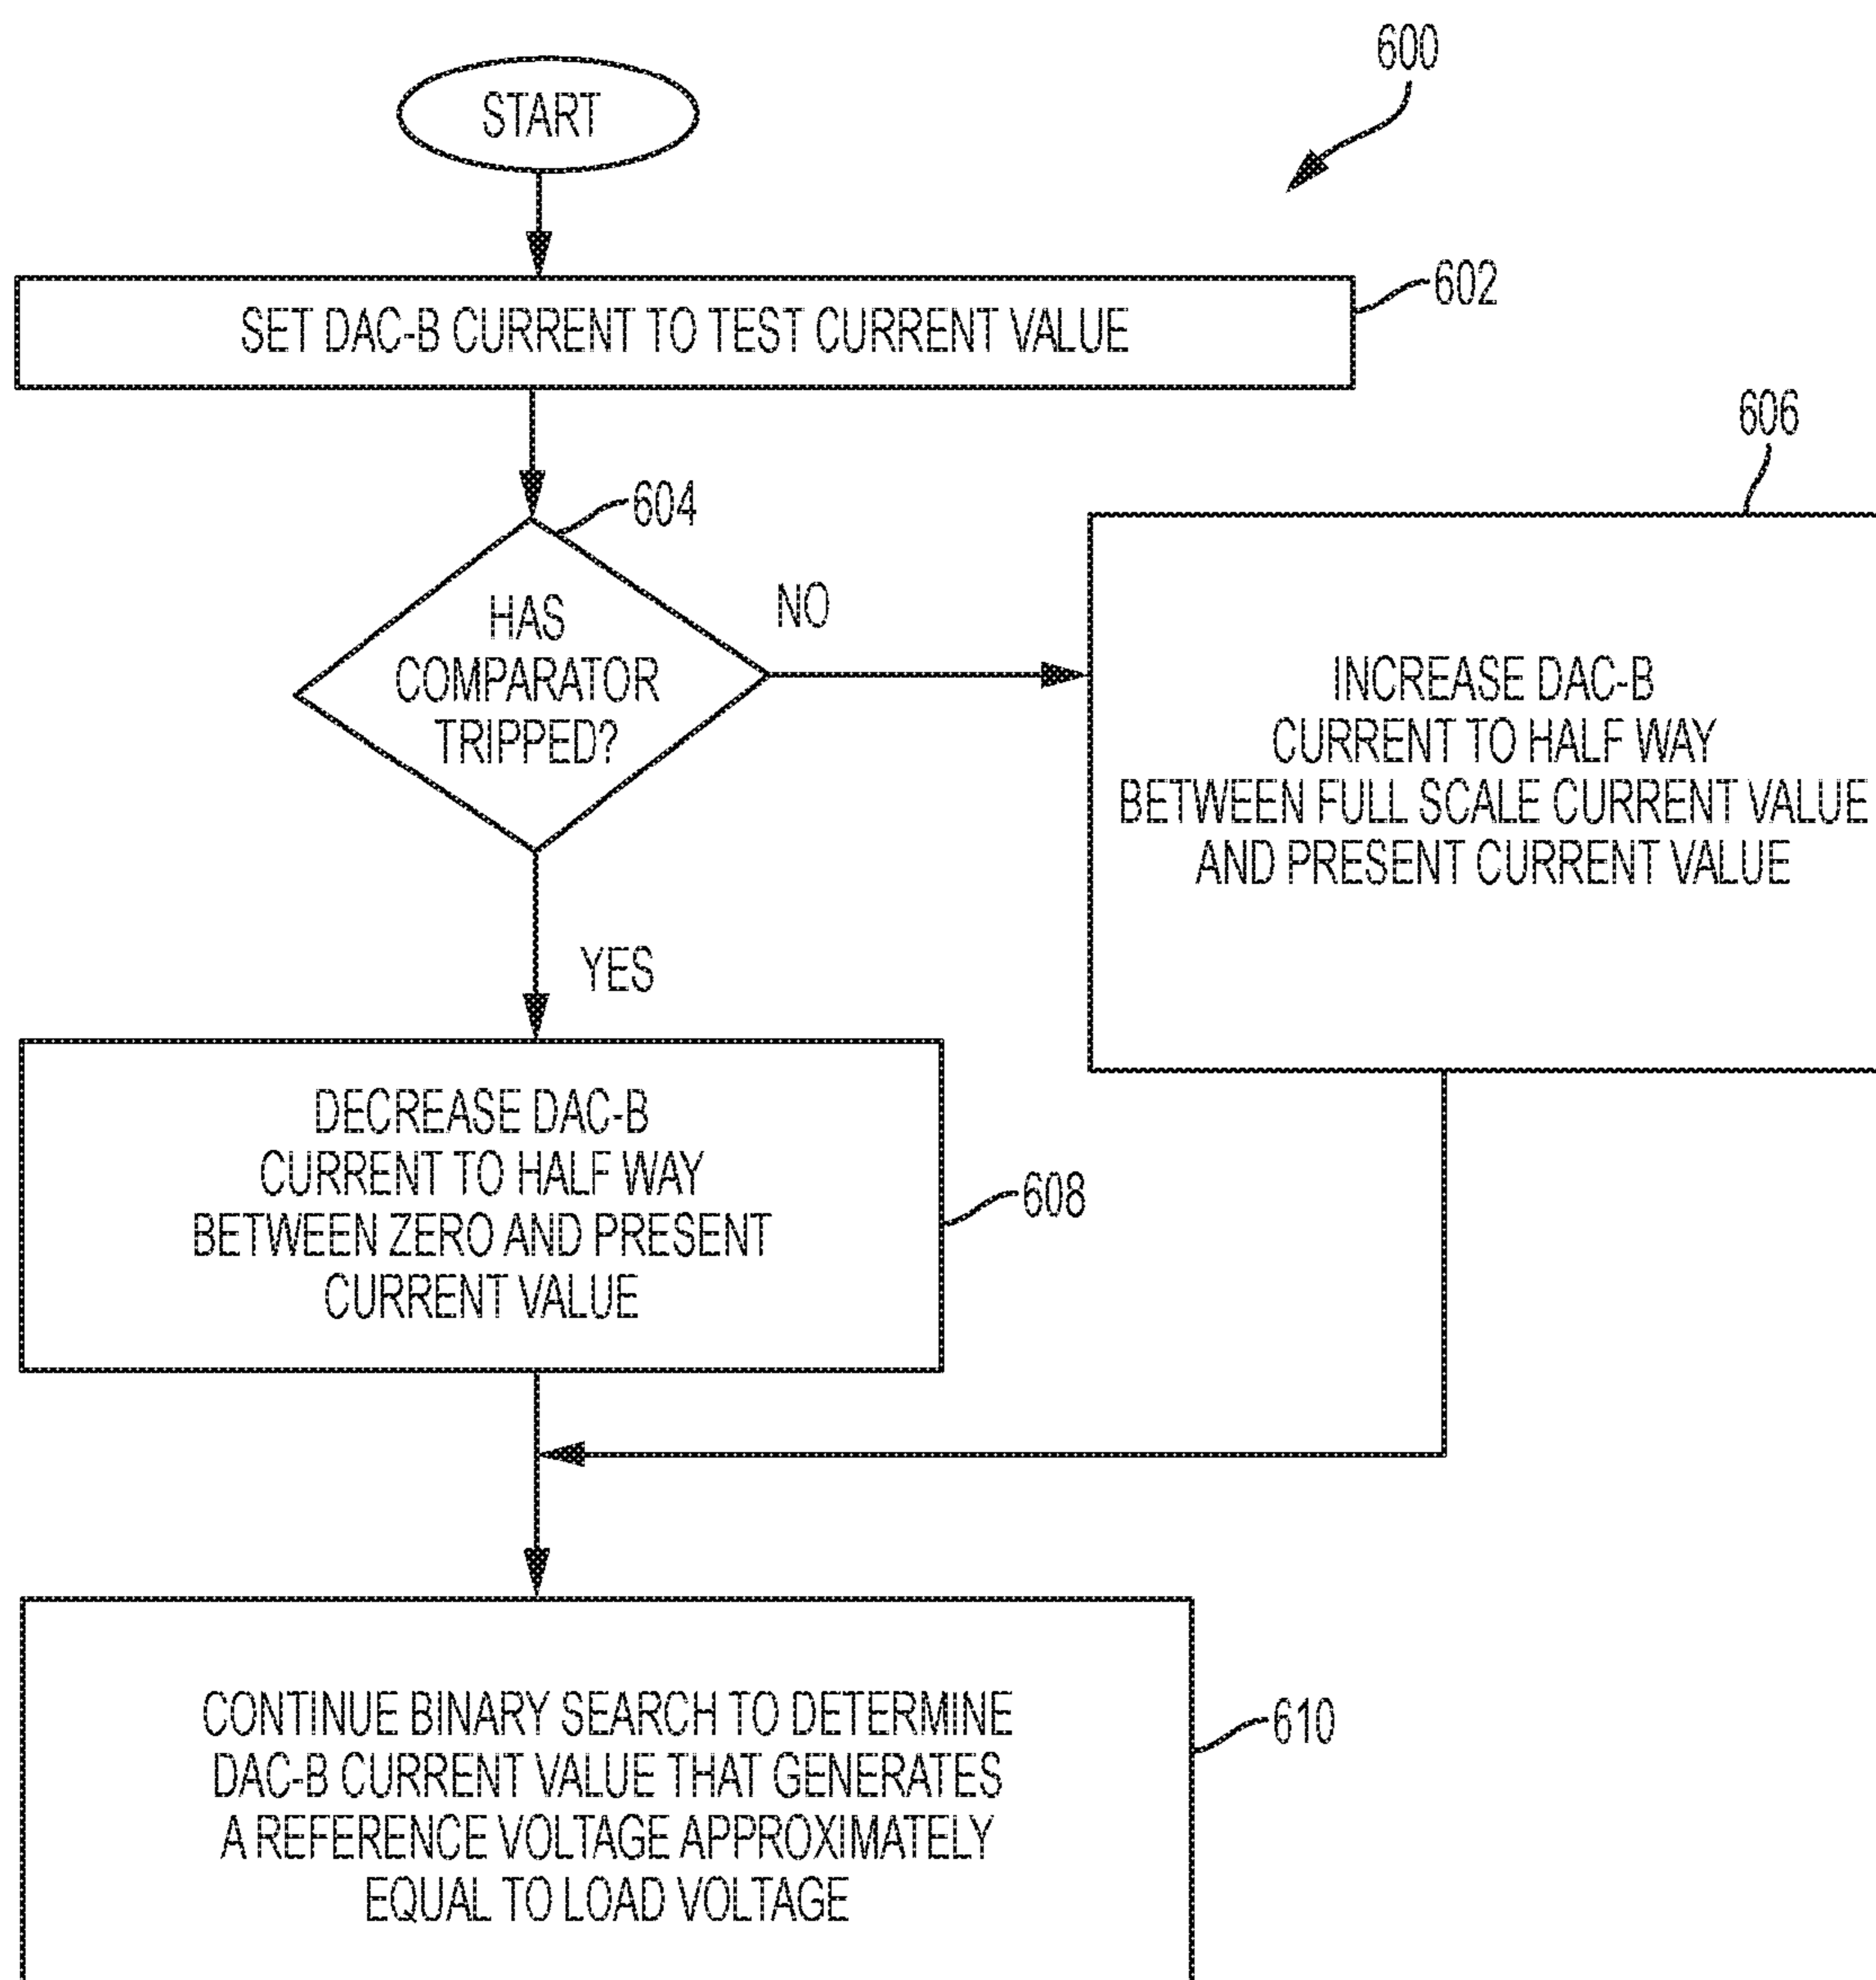 600
START
602
SET DAC-B CURRENT TO TEST CURRENT VALUE
606
604
HAS
COMPARATOR
TRIPPED?
NO
INCREASE DAC-B
CURRENT TO HALF WAY
BETWEEN FULL SCALE CURRENT VALUE
AND PRESENT CURRENT VALUE
YES
DECREASE DAC-B
CURRENT TO HALF WAY
BETWEEN ZERO AND PRESENT
CURRENT VALUE
608
CONTINUE BINARY SEARCH TO DETERMINE
DAC-B CURRENT VALUE THAT GENERATES
A REFERENCE VOLTAGE APPROXIMATELY
EQUAL TO LOAD VOLTAGE
610